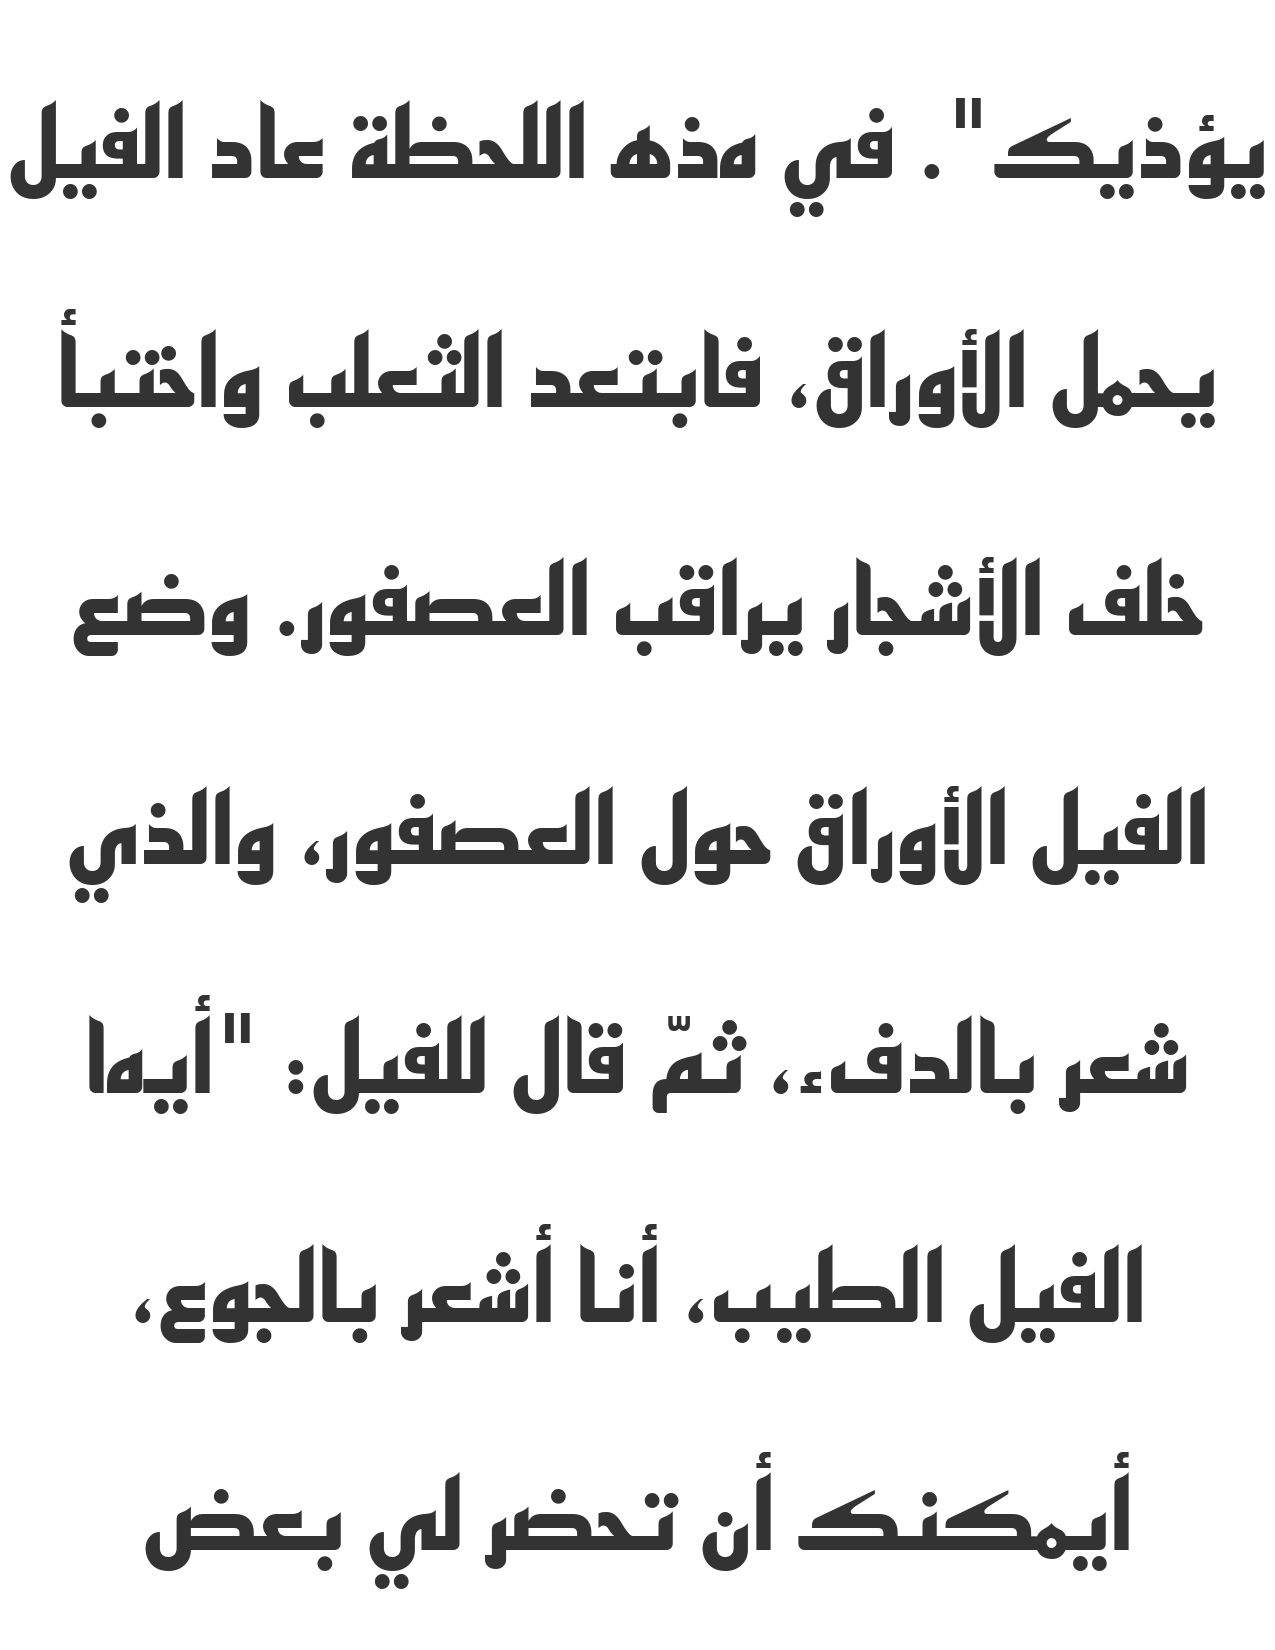 يؤذيك". في هذه اللحظة عاد الفيل
يحمل الأوراق، فابتعد الثعلب واختبأ
خلف الأشجار يراقب العصفور. وضع
الفيل الأوراق حول العصفور، والذي
شعر بالدفء، ثمّ قال للفيل: "أيها
الفيل الطيب، أنا أشعر بالجوع،
أيمكنك أن تحضر لي بعض